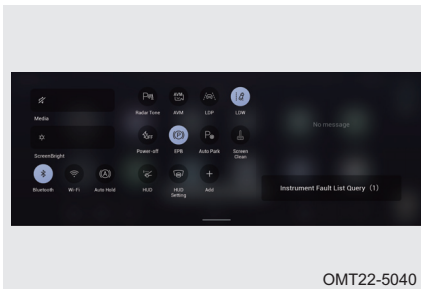 Radar Tone AVM LDP LDW
Media
No message
Power-off EPB Auto Park Screen Clean
ScreenBright
Bluetooth Wi-Fi Auto Hold HUD HUD Setting Add
Instrument Fault List Query (1)
OMT22-5040